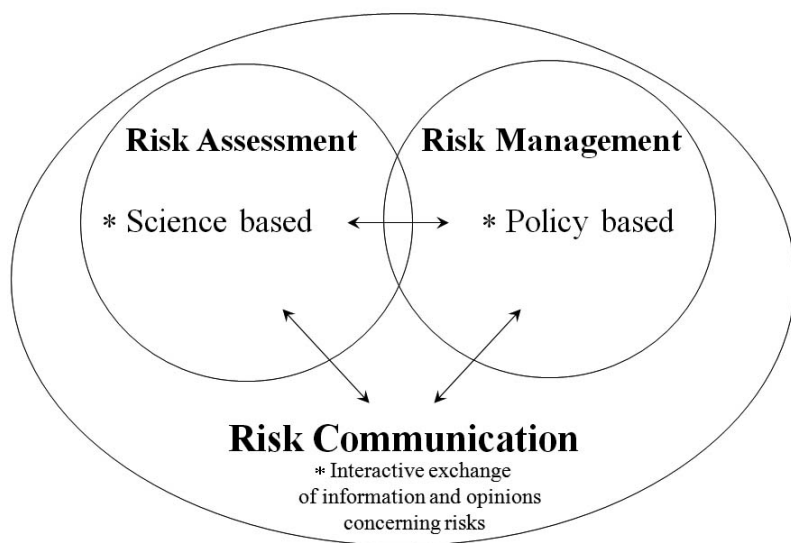 Risk Assessment
Risk Management
* Science based
* Policy based
Risk Communication
* Interactive exchange
of information and opinions
concerning risks